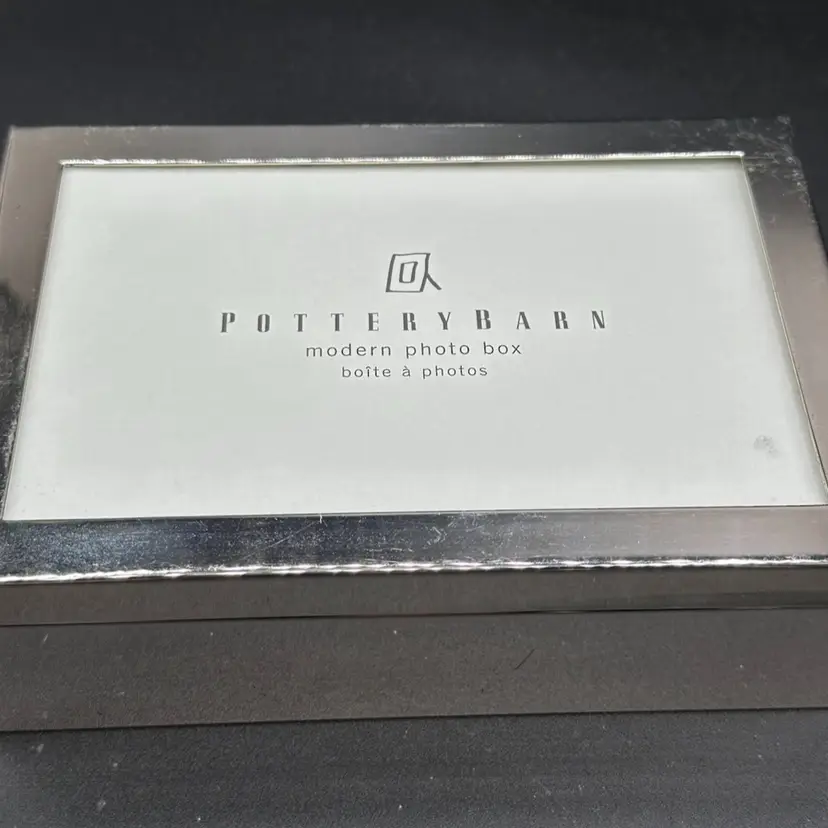 POTTERYBARN
modern photo box
boîte à photos